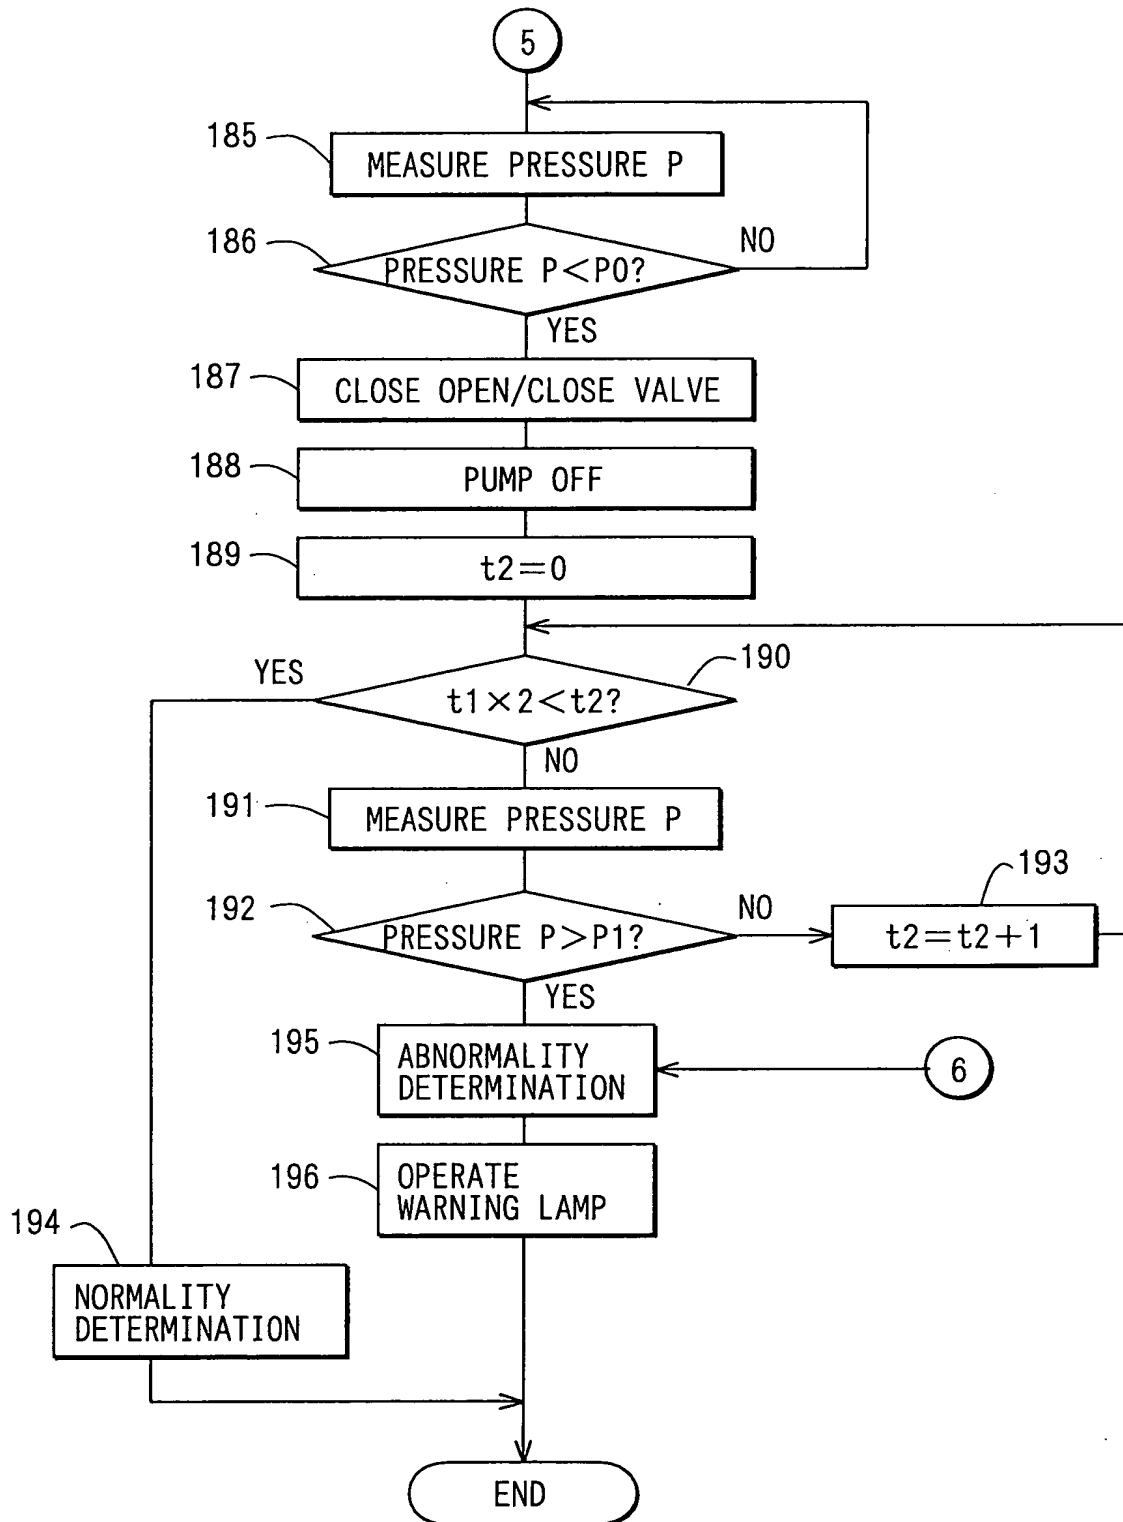 5
185
MEASURE PRESSURE P
186
PRESSURE P<P0?
NO
YES
187
CLOSE OPEN/CLOSE VALVE
188
PUMP OFF
189
t2=0
190
YES
t1×2<t2?
NO
191
MEASURE PRESSURE P
192
PRESSURE P>P1?
NO
193
t2=t2+1
YES
195
ABNORMALITY
DETERMINATION
6
196
OPERATE
WARNING LAMP
194
NORMALITY
DETERMINATION
END